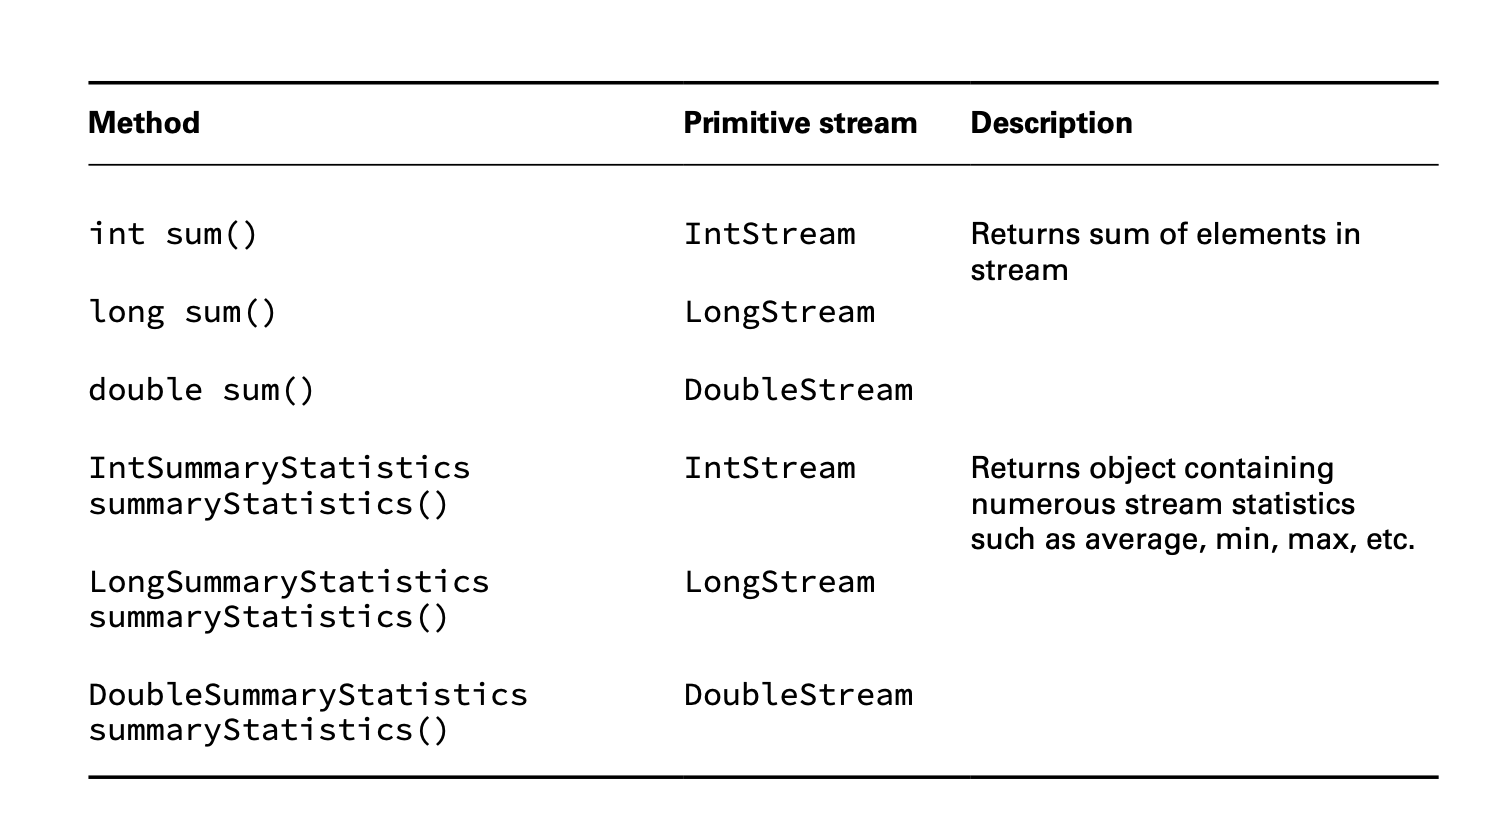 Method Primitive stream Description
int sum() IntStream Returns sum of elements in
stream
long sum() LongStream
double sum() DoubleStream
IntSummaryStatistics IntStream Returns object containing
summaryStatistics() numerous stream statistics
such as average, min, max, etc.
LongSummaryStatistics LongStream
summaryStatistics()
DoubleSummaryStatistics DoubleStream
summaryStatistics()